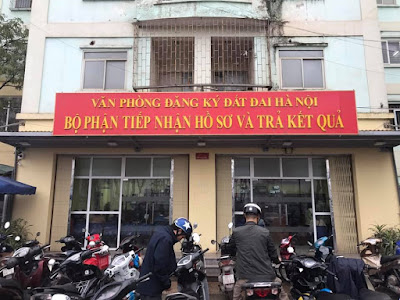 VĂN PHÒNG ĐĂNG KÝ ĐẤT ĐAI HÀ NỘI
BỘ PHẬN TIẾP NHẬN HỒ SƠ VÀ TRẢ KẾT QUẢ